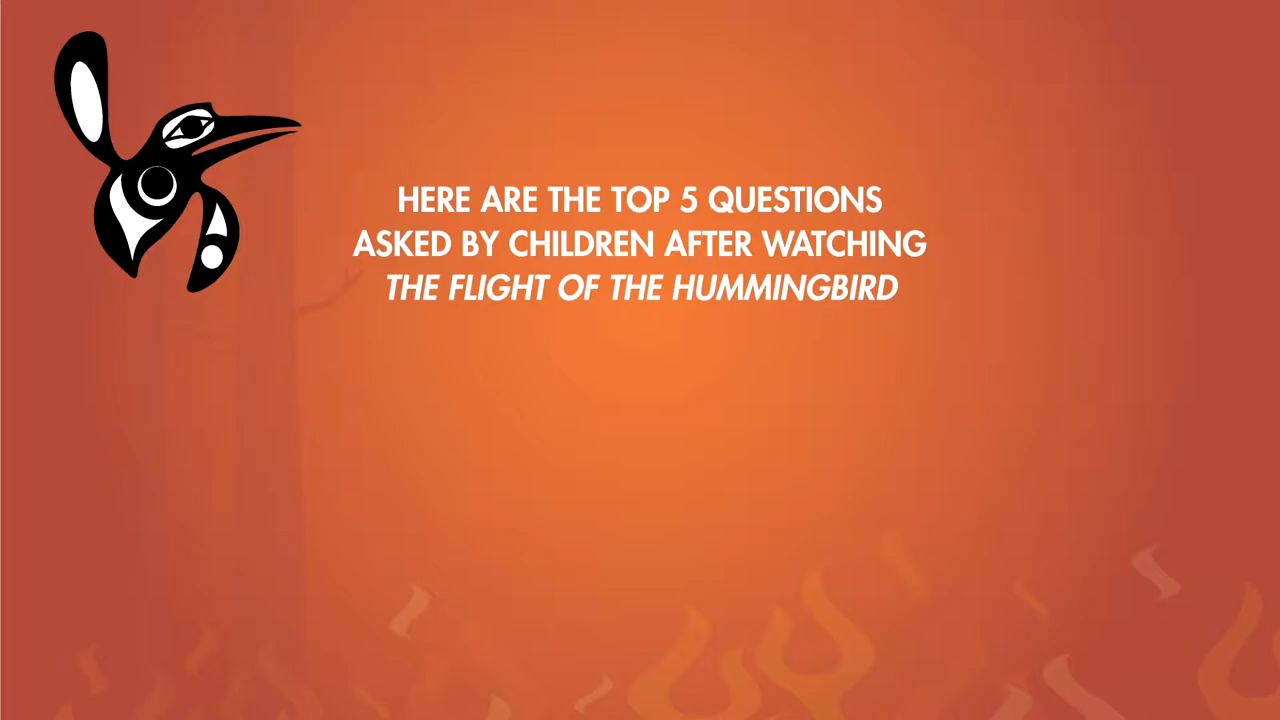 HERE ARE THE TOP 5 QUESTIONS
ASKED BY CHILDREN AFTER WATCHING
THE FLIGHT OF THE HUMMINGBIRD